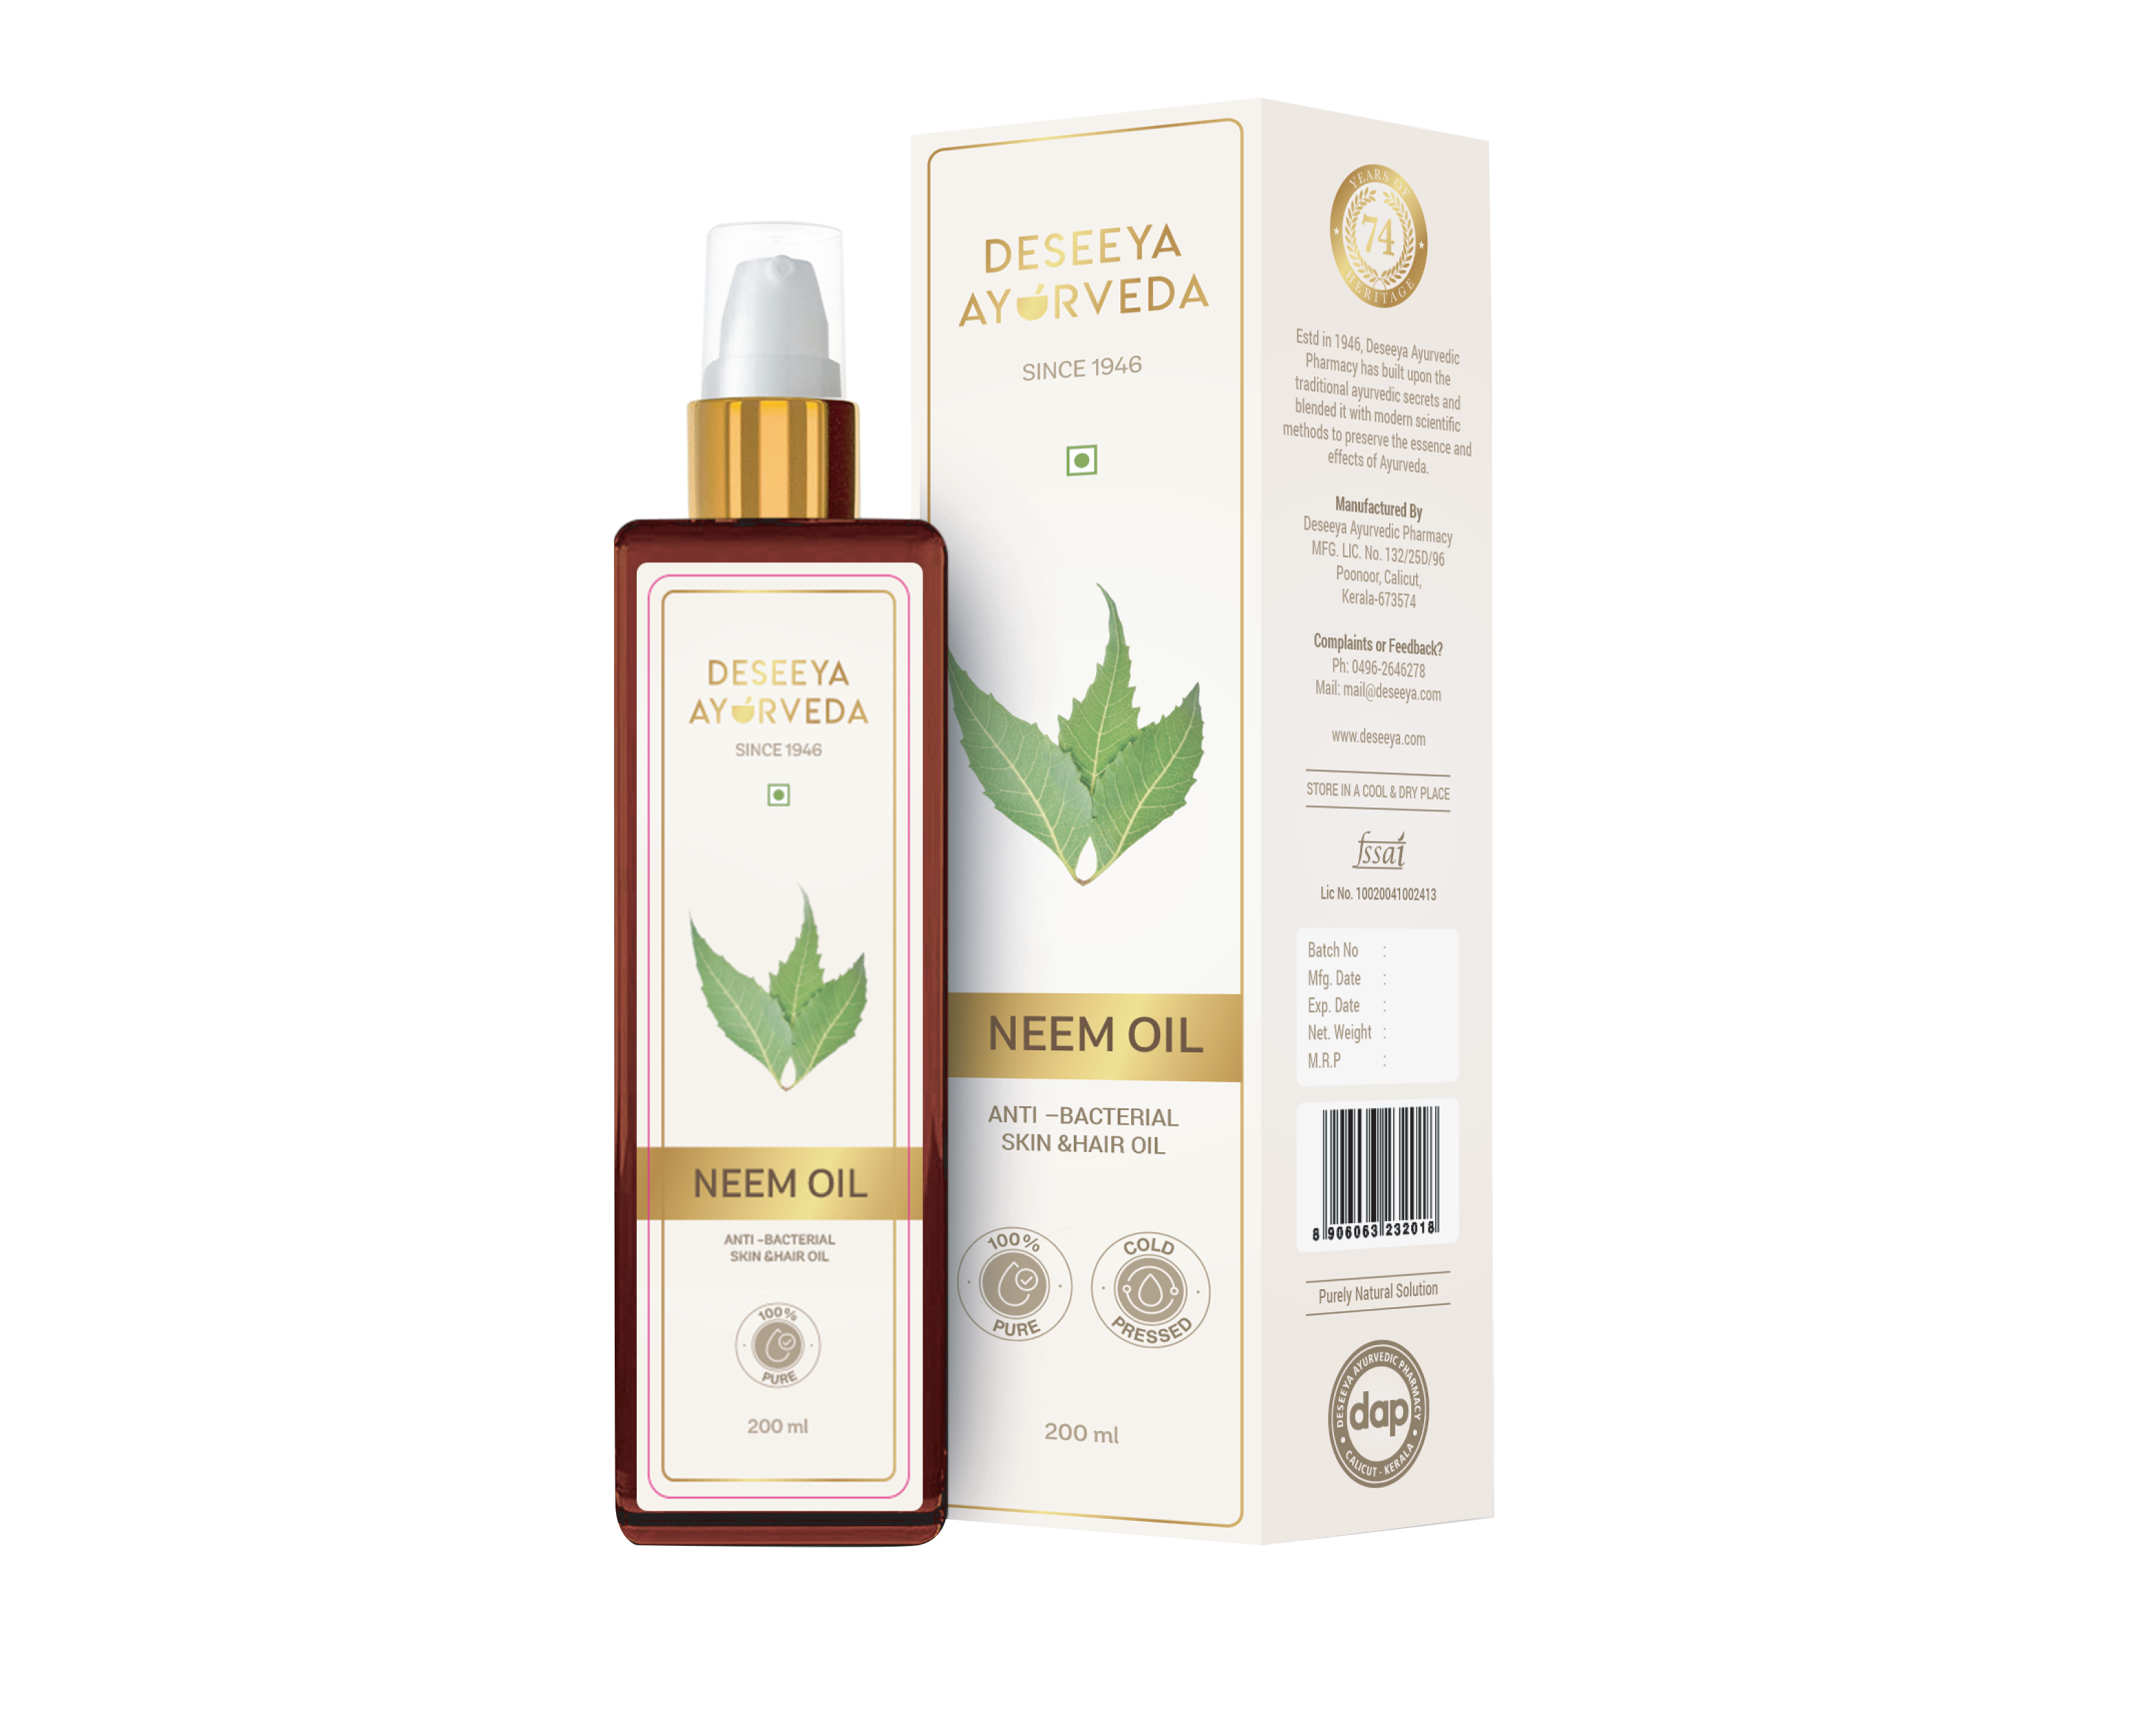 DESEEYA
AYURVEDA
SINCE 1946
NEEM OIL
ANTI –BACTERIAL
SKIN &HAIR OIL
100%
PURE
200 ml
DESEEYA
AYURVEDA
SINCE 1946
NEEM OIL
ANTI –BACTERIAL
SKIN &HAIR OIL
100%
PURE
COLD
PRESSED
200 ml
YEARS OF
74
HERITAGE
Estd in 1946, Deseeya Ayurvedic
Pharmacy has built upon the
traditional ayurvedic secrets and
blended it with modern scientific
methods to preserve the essence and
effects of Ayurveda.
Manufactured By
Deseeya Ayurvedic Pharmacy
MFG. LIC. No. 132/25D/96
Poonoor, Calicut,
Kerala-673574
Complaints or Feedback?
Ph: 0496-2646278
Mail: mail@deseeya.com
www.deseeya.com
STORE IN A COOL & DRY PLACE
fssai
Lic No. 10020041002413
Batch No :
Mfg. Date :
Exp. Date :
Net. Weight :
M.R.P :
8 906063 232018
Purely Natural Solution
DESEEYA AYURVEDIC PHARMACY
dap
CALICUT - KERALA